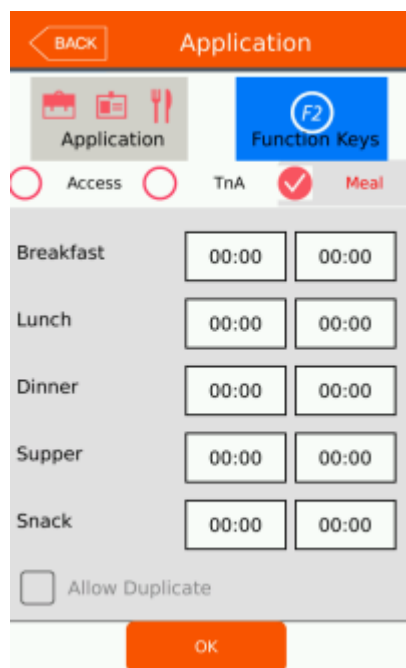 BACK Application
F2
Application Function Keys
Access TnA Meal
Breakfast 00:00 00:00
Lunch 00:00 00:00
Dinner 00:00 00:00
Supper 00:00 00:00
Snack 00:00 00:00
Allow Duplicate
OK